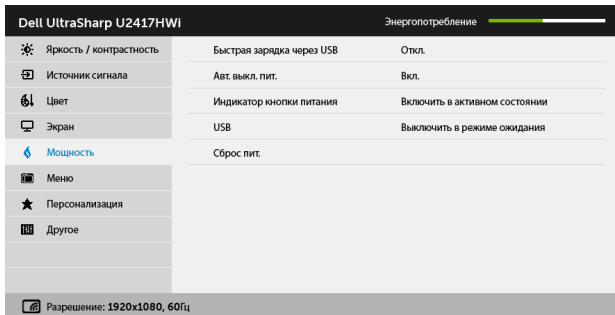 Dell UltraSharp U2417HWi Энергопотребление
Яркость / контрастность Быстрая зарядка через USB Откл.
Источник сигнала Авт. выкл. пит. Вкл.
Цвет Индикатор кнопки питания Включить в активном состоянии
Экран USB Выключить в режиме ожидания
Мощность Сброс пит.
Меню
Персонализация
Другое
Разрешение: 1920x1080, 60Гц